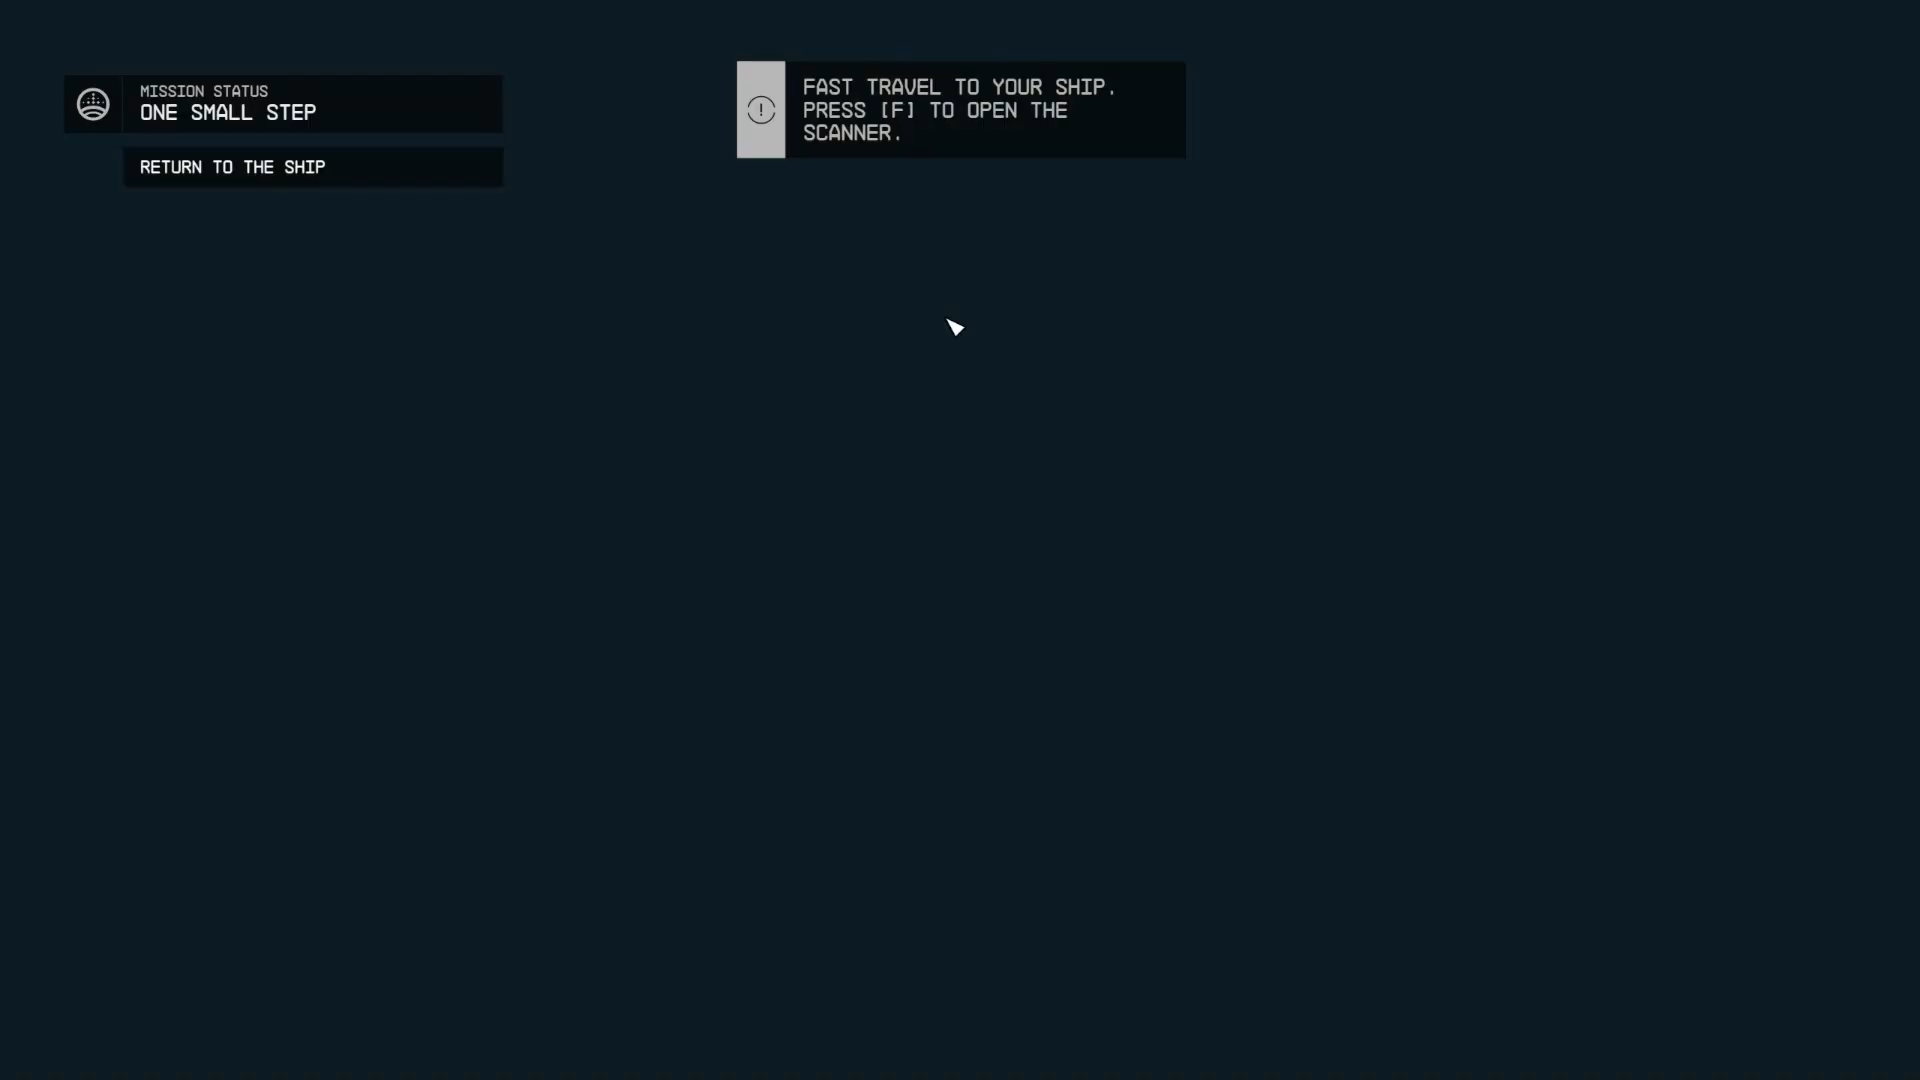 MISSION STATUS
ONE SMALL STEP
RETURN TO THE SHIP
FAST TRAVEL TO YOUR SHIP.
PRESS [F] TO OPEN THE
SCANNER.